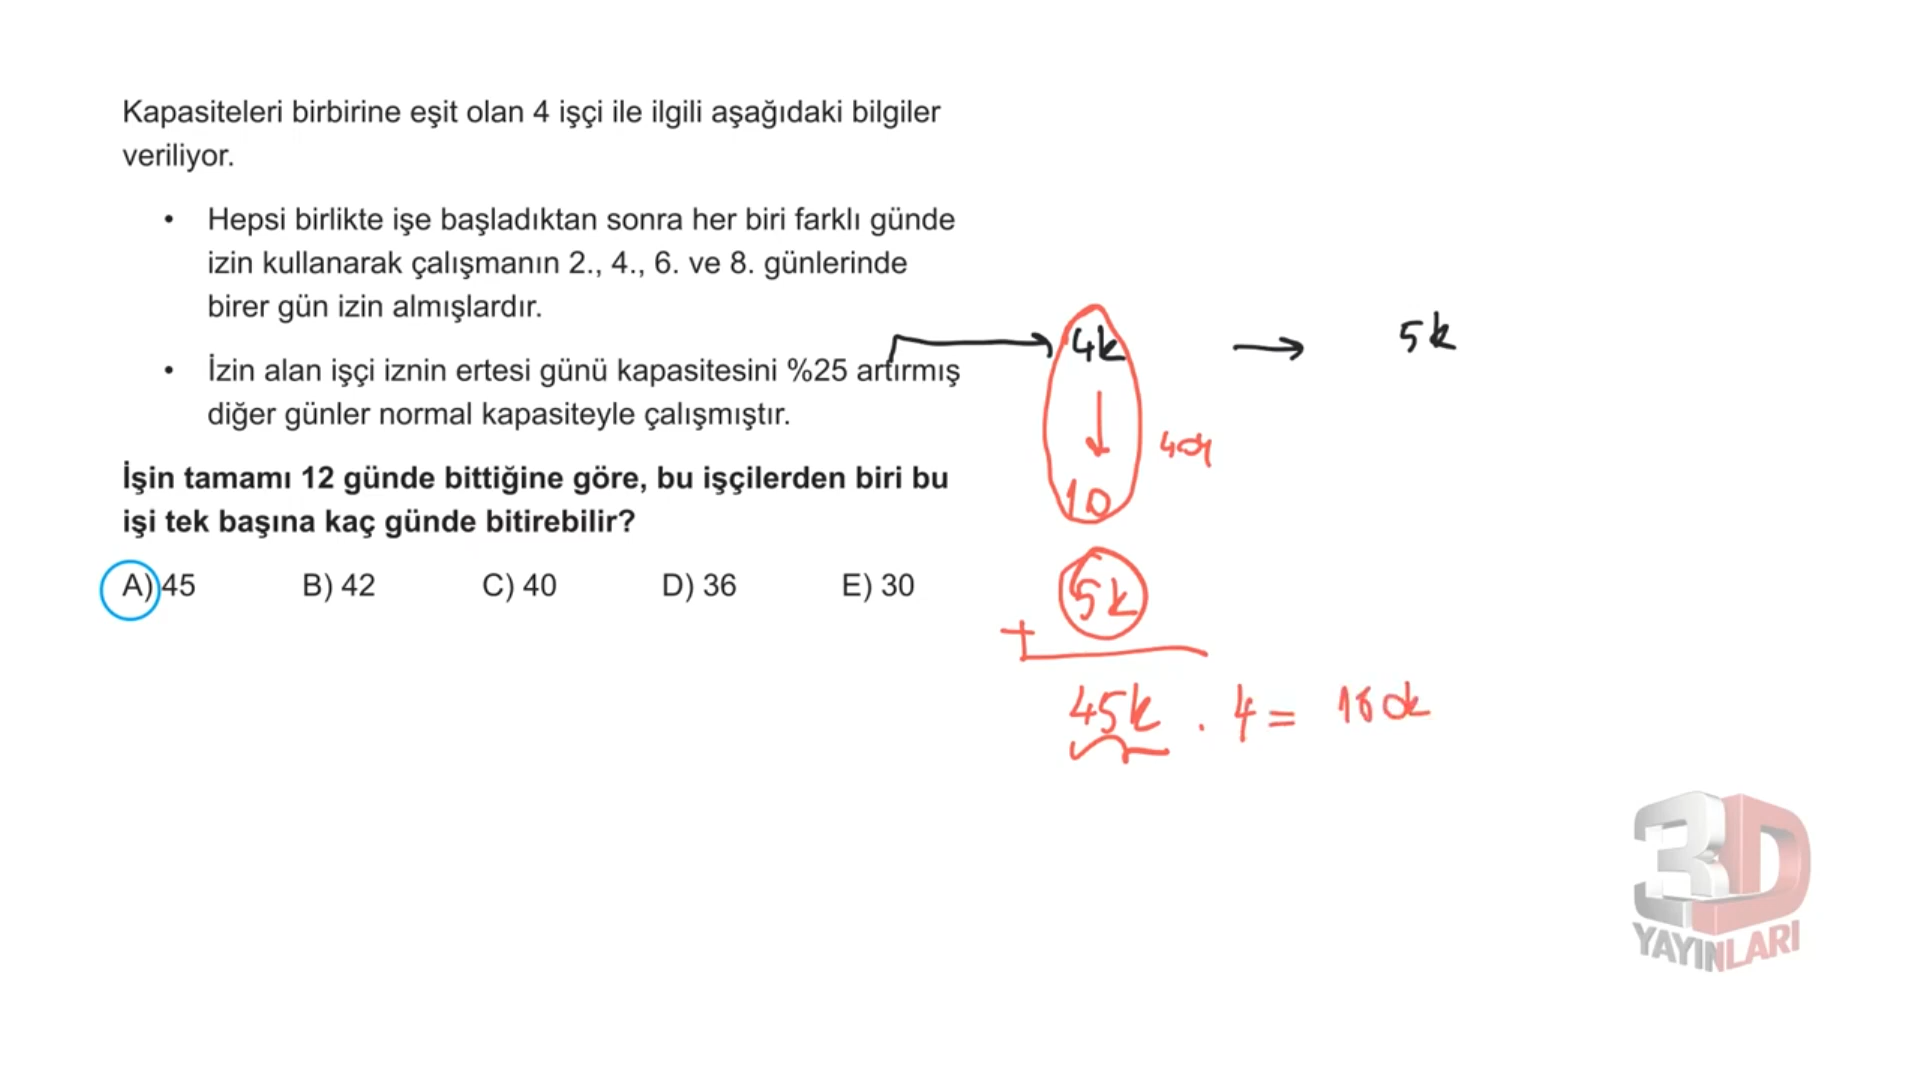 Kapasiteleri birbirine eşit olan 4 işçi ile ilgili aşağıdaki bilgiler
veriliyor.
• Hepsi birlikte işe başladıktan sonra her biri farklı günde
izin kullanarak çalışmanın 2., 4., 6. ve 8. günlerinde
birer gün izin almışlardır.
• İzin alan işçi iznin ertesi günü kapasitesini %25 artırmış
diğer günler normal kapasiteyle çalışmıştır.
İşin tamamı 12 günde bittiğine göre, bu işçilerden biri bu
işi tek başına kaç günde bitirebilir?
A) 45 B) 42 C) 40 D) 36 E) 30
4k → 5k
↓
40k
10
5k
+
45k . 4 = 180k
3D
YAYINLARI